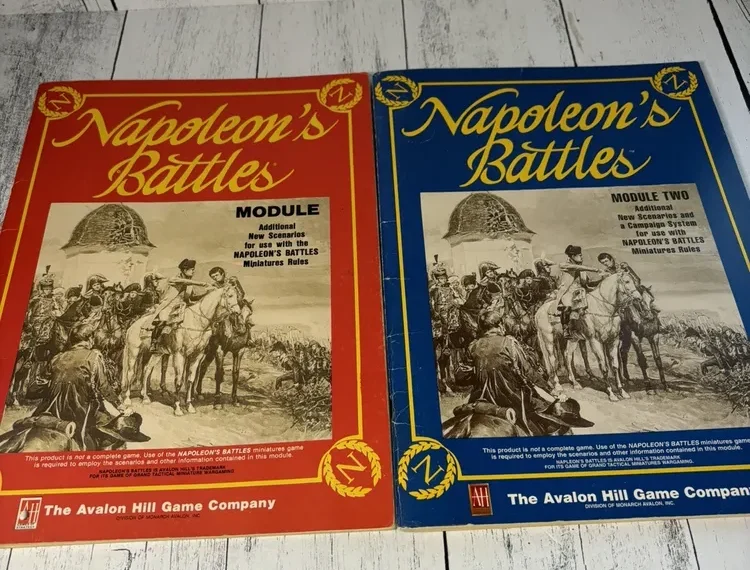 N
N
Napoleon's
Battles
MODULE
Additional
New Scenarios
for use with the
NAPOLEON'S BATTLES
Miniatures Rules
This product is not a complete game. Use of the NAPOLEON'S BATTLES miniatures game
is required to employ the scenarios and other information contained in this module.
NAPOLEON'S BATTLES IS AVALON HILL'S TRADEMARK
FOR ITS GAME OF GRAND TACTICAL MINIATURES WARGAMING.
N
AH
The Avalon Hill Game Company
DIVISION OF MONARCH AVALON, INC.
N
N
Napoleon's
Battles
TM
MODULE TWO
Additional
New Scenarios and
a Campaign System
for use with
NAPOLEON'S BATTLES
Miniatures Rules
This product is not a complete game. Use of the NAPOLEON'S BATTLES miniatures game
is required to employ the scenarios and other information contained in this module.
NAPOLEON'S BATTLES IS AVALON HILL'S TRADEMARK
FOR ITS GAME OF GRAND TACTICAL MINIATURES WARGAMING.
N
AH
The Avalon Hill Game Compan
DIVISION OF MONARCH AVALON, INC.